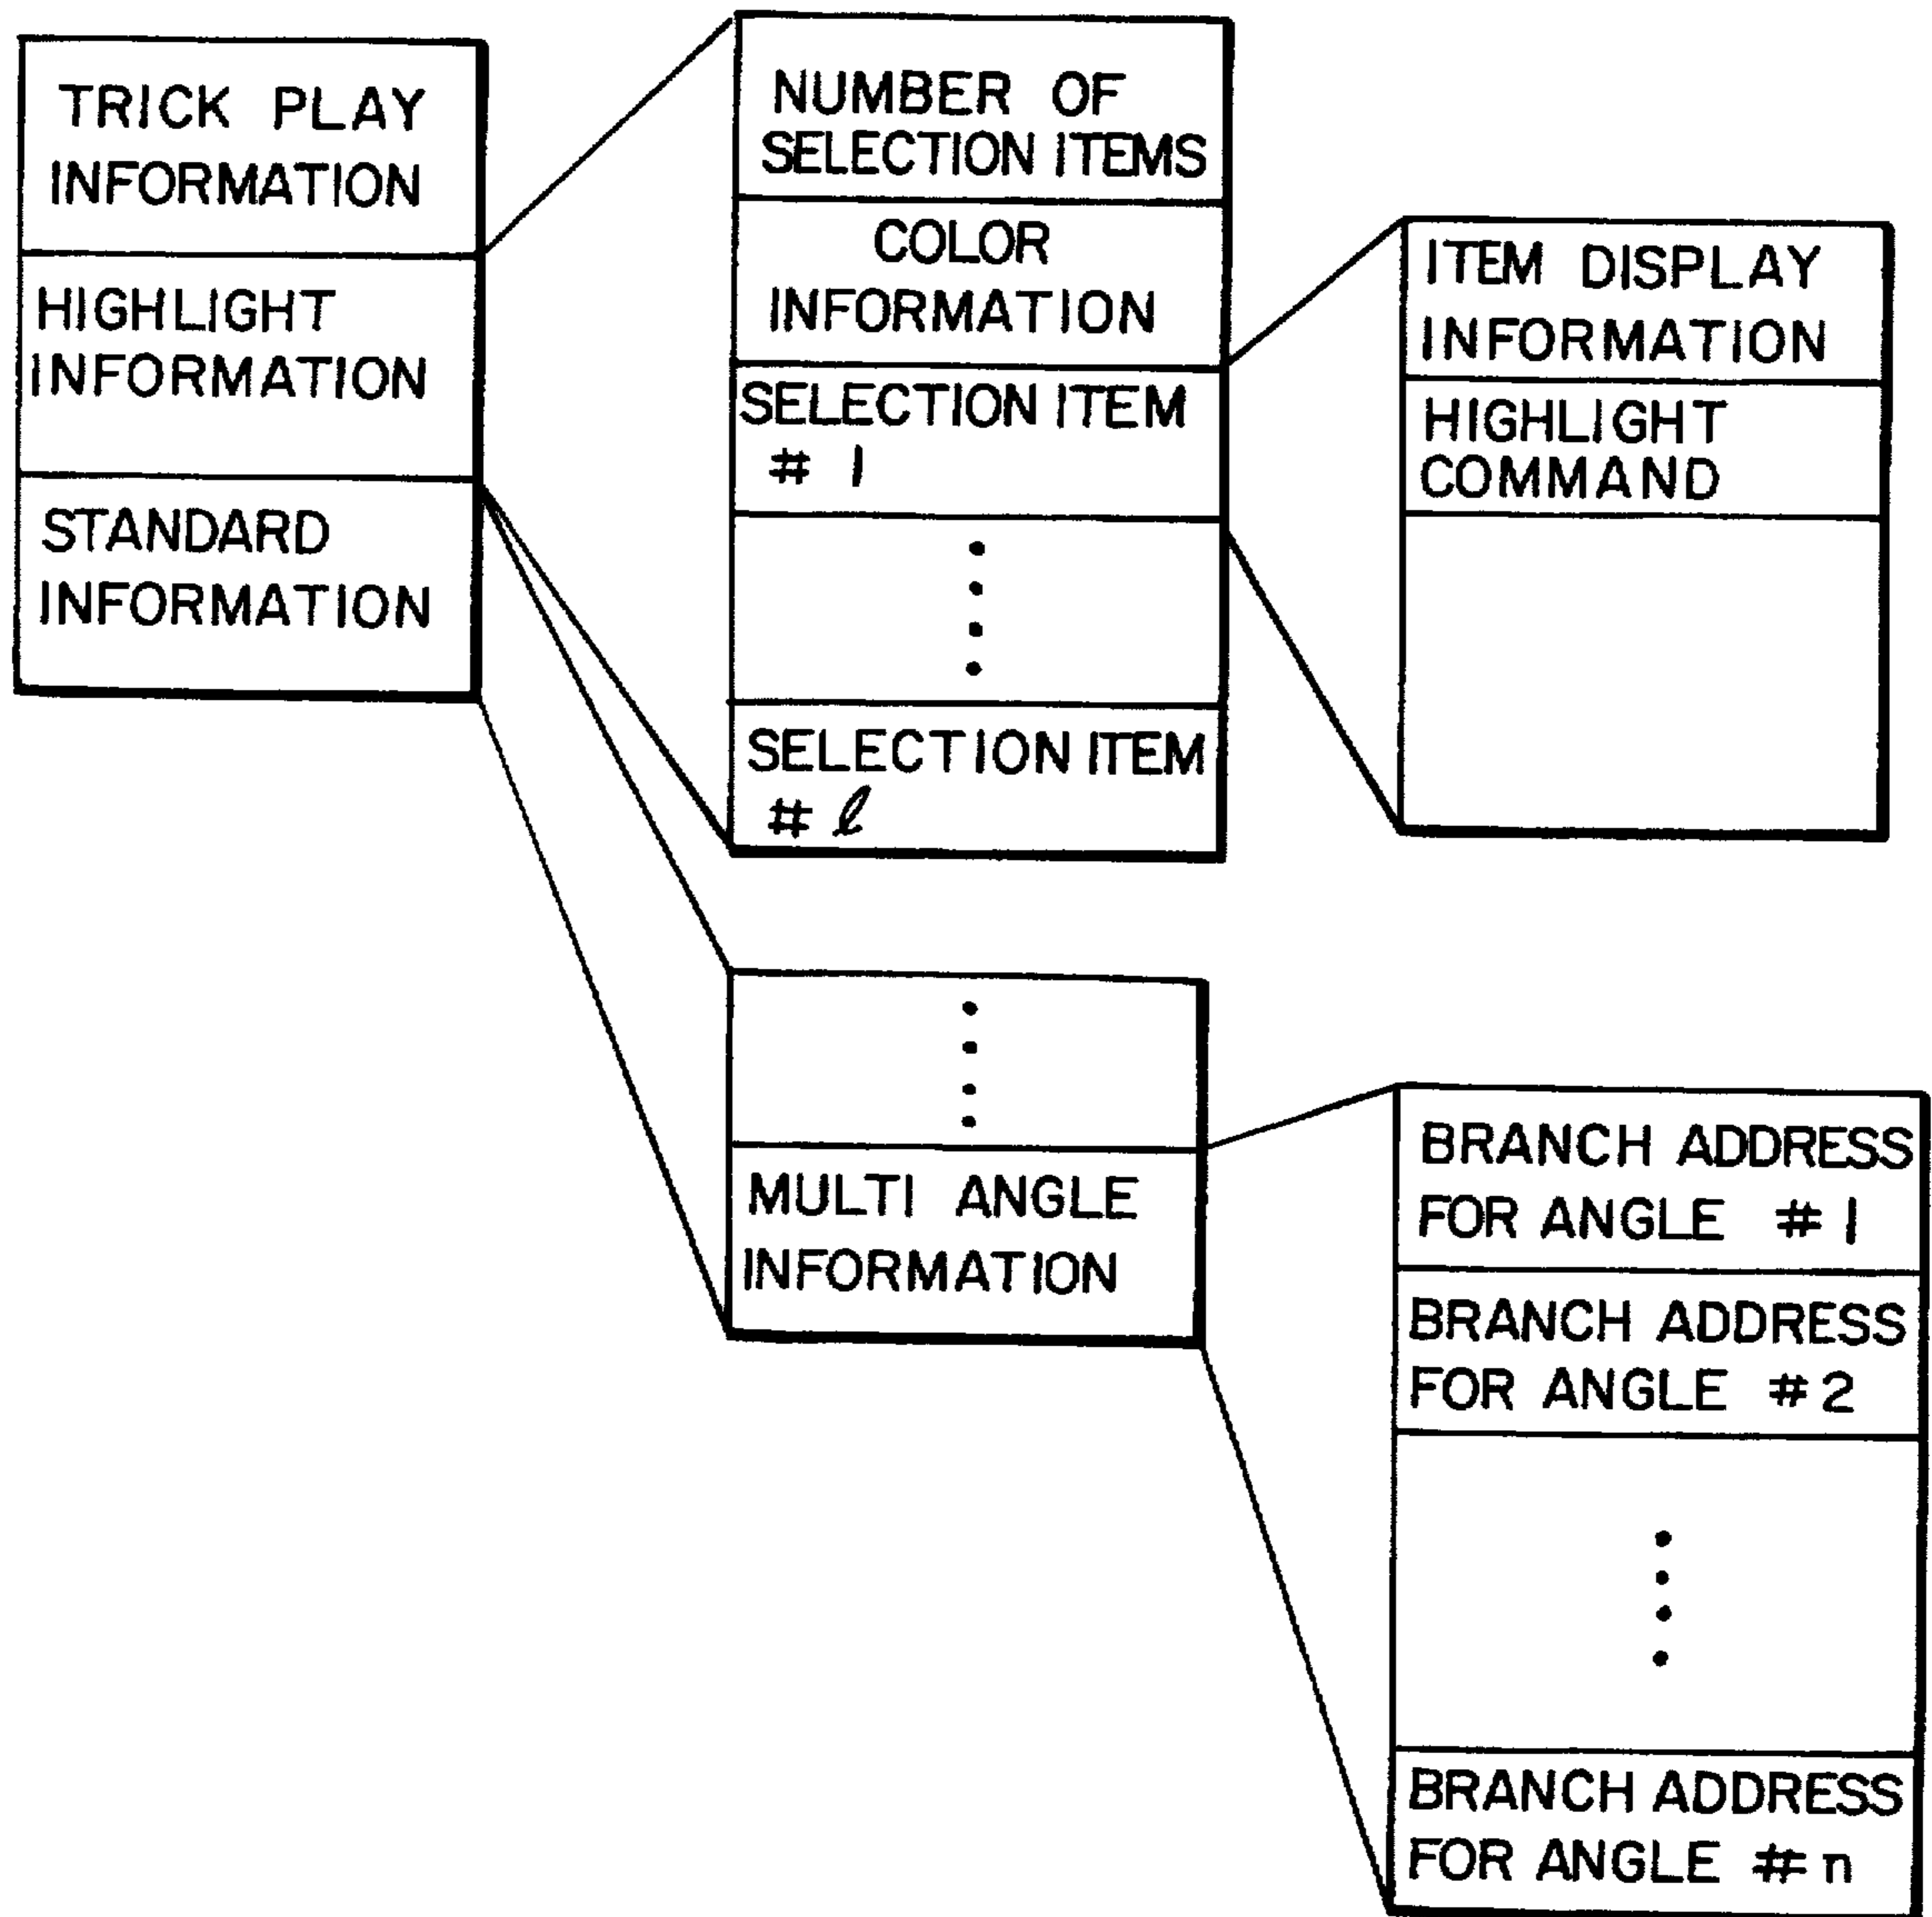 TRICK PLAY
INFORMATION
HIGHLIGHT
INFORMATION
STANDARD
INFORMATION
NUMBER OF
SELECTION ITEMS
COLOR
INFORMATION
SELECTION ITEM
# 1
SELECTION ITEM
# ℓ
ITEM DISPLAY
INFORMATION
HIGHLIGHT
COMMAND
MULTI ANGLE
INFORMATION
BRANCH ADDRESS
FOR ANGLE # 1
BRANCH ADDRESS
FOR ANGLE # 2
BRANCH ADDRESS
FOR ANGLE # n